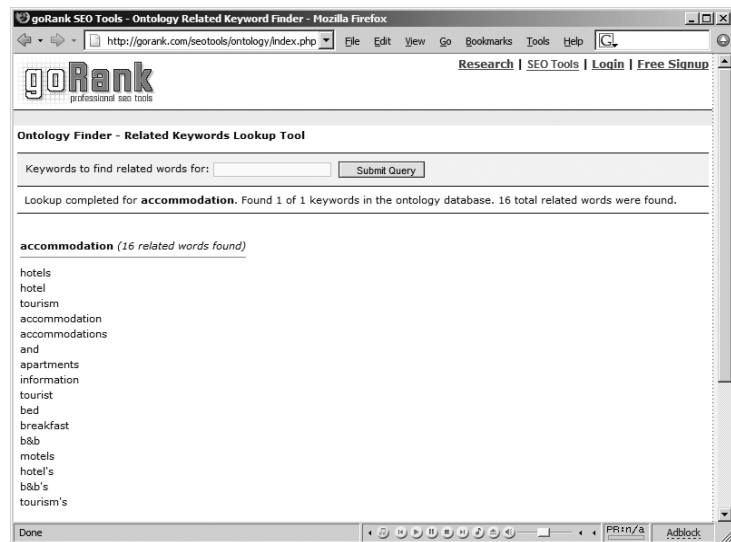 goRank SEO Tools - Ontology Related Keyword Finder - Mozilla Firefox
http://gorank.com/seotools/ontology/index.php File Edit View Go Bookmarks Tools Help G
Research | SEO Tools | Login | Free Signup
goRank
professional seo tools
Ontology Finder - Related Keywords Lookup Tool
Keywords to find related words for: Submit Query
Lookup completed for accommodation. Found 1 of 1 keywords in the ontology database. 16 total related words were found.
accommodation (16 related words found)
hotels
hotel
tourism
accommodation
accommodations
and
apartments
information
tourist
bed
breakfast
b&b
motels
hotel's
b&b's
tourism's
Done PR:n/a Adblock